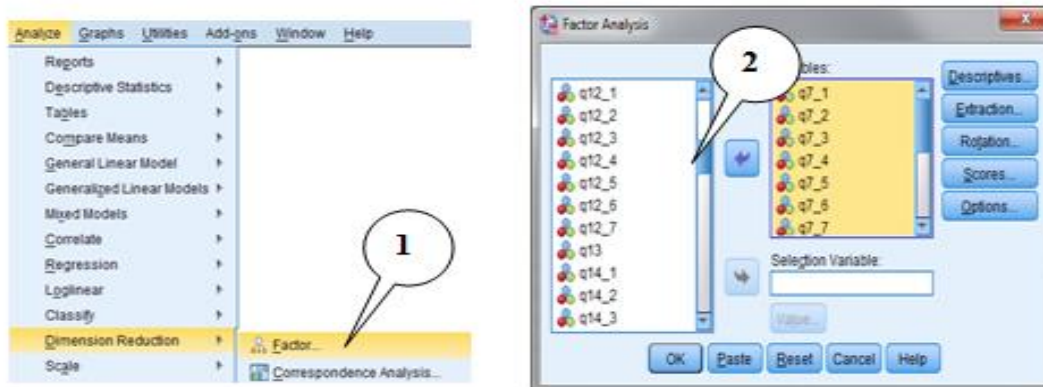 Analyze Graphs Utilities Add-ons Window Help
Reports
Descriptive Statistics
Tables
Compare Means
General Linear Model
Generalized Linear Models
Mixed Models
Correlate
Regression
Loglinear
Classify
Dimension Reduction
Scale
Factor...
Correspondence Analysis...
1
Factor Analysis
2
q12_1
q12_2
q12_3
q12_4
q12_5
q12_6
q12_7
q13
q14_1
q14_2
q14_3
bles:
q7_1
q7_2
q7_3
q7_4
q7_5
q7_6
q7_7
Selection Variable:
Value...
Descriptives...
Extraction...
Rotation...
Scores...
Options...
OK Paste Reset Cancel Help